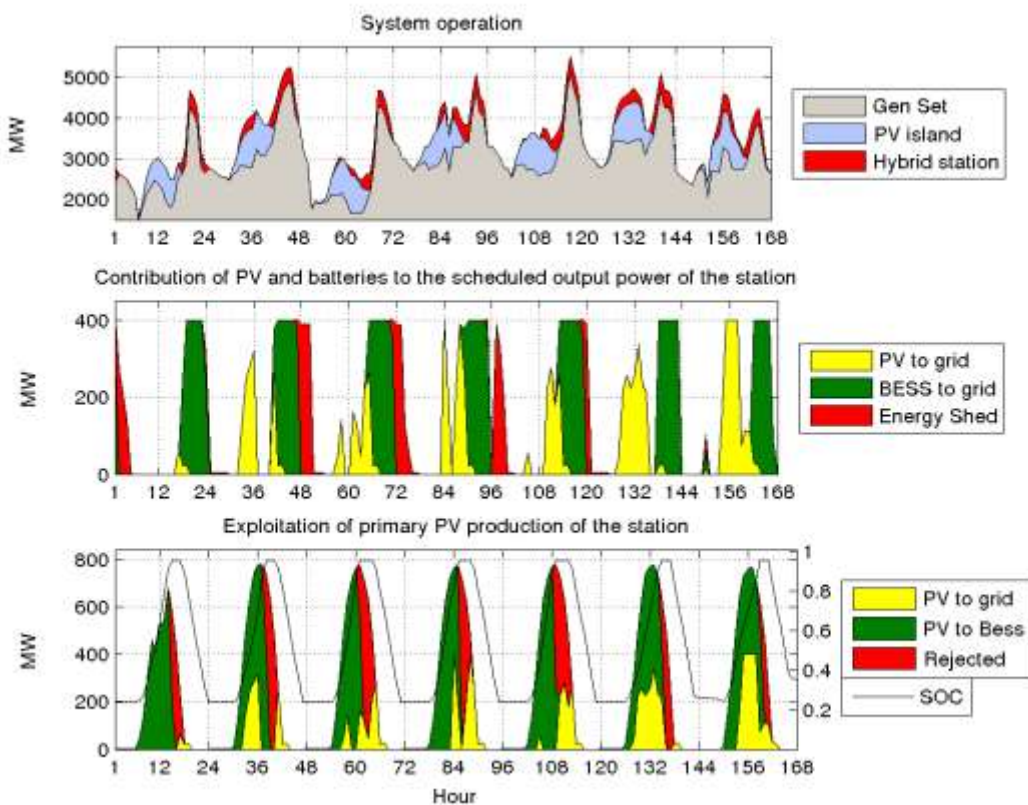 System operation
MW
5000
4000
3000
2000
1 12 24 36 48 60 72 84 96 108 120 132 144 156 168
Gen Set
PV island
Hybrid station
Contribution of PV and batteries to the scheduled output power of the station
MW
400
200
0
1 12 24 36 48 60 72 84 96 108 120 132 144 156 168
PV to grid
BESS to grid
Energy Shed
Exploitation of primary PV production of the station
MW
800
600
400
200
0
1
0.8
0.6
0.4
0.2
1 12 24 36 48 60 72 84 96 108 120 132 144 156 168
Hour
PV to grid
PV to Bess
Rejected
SOC